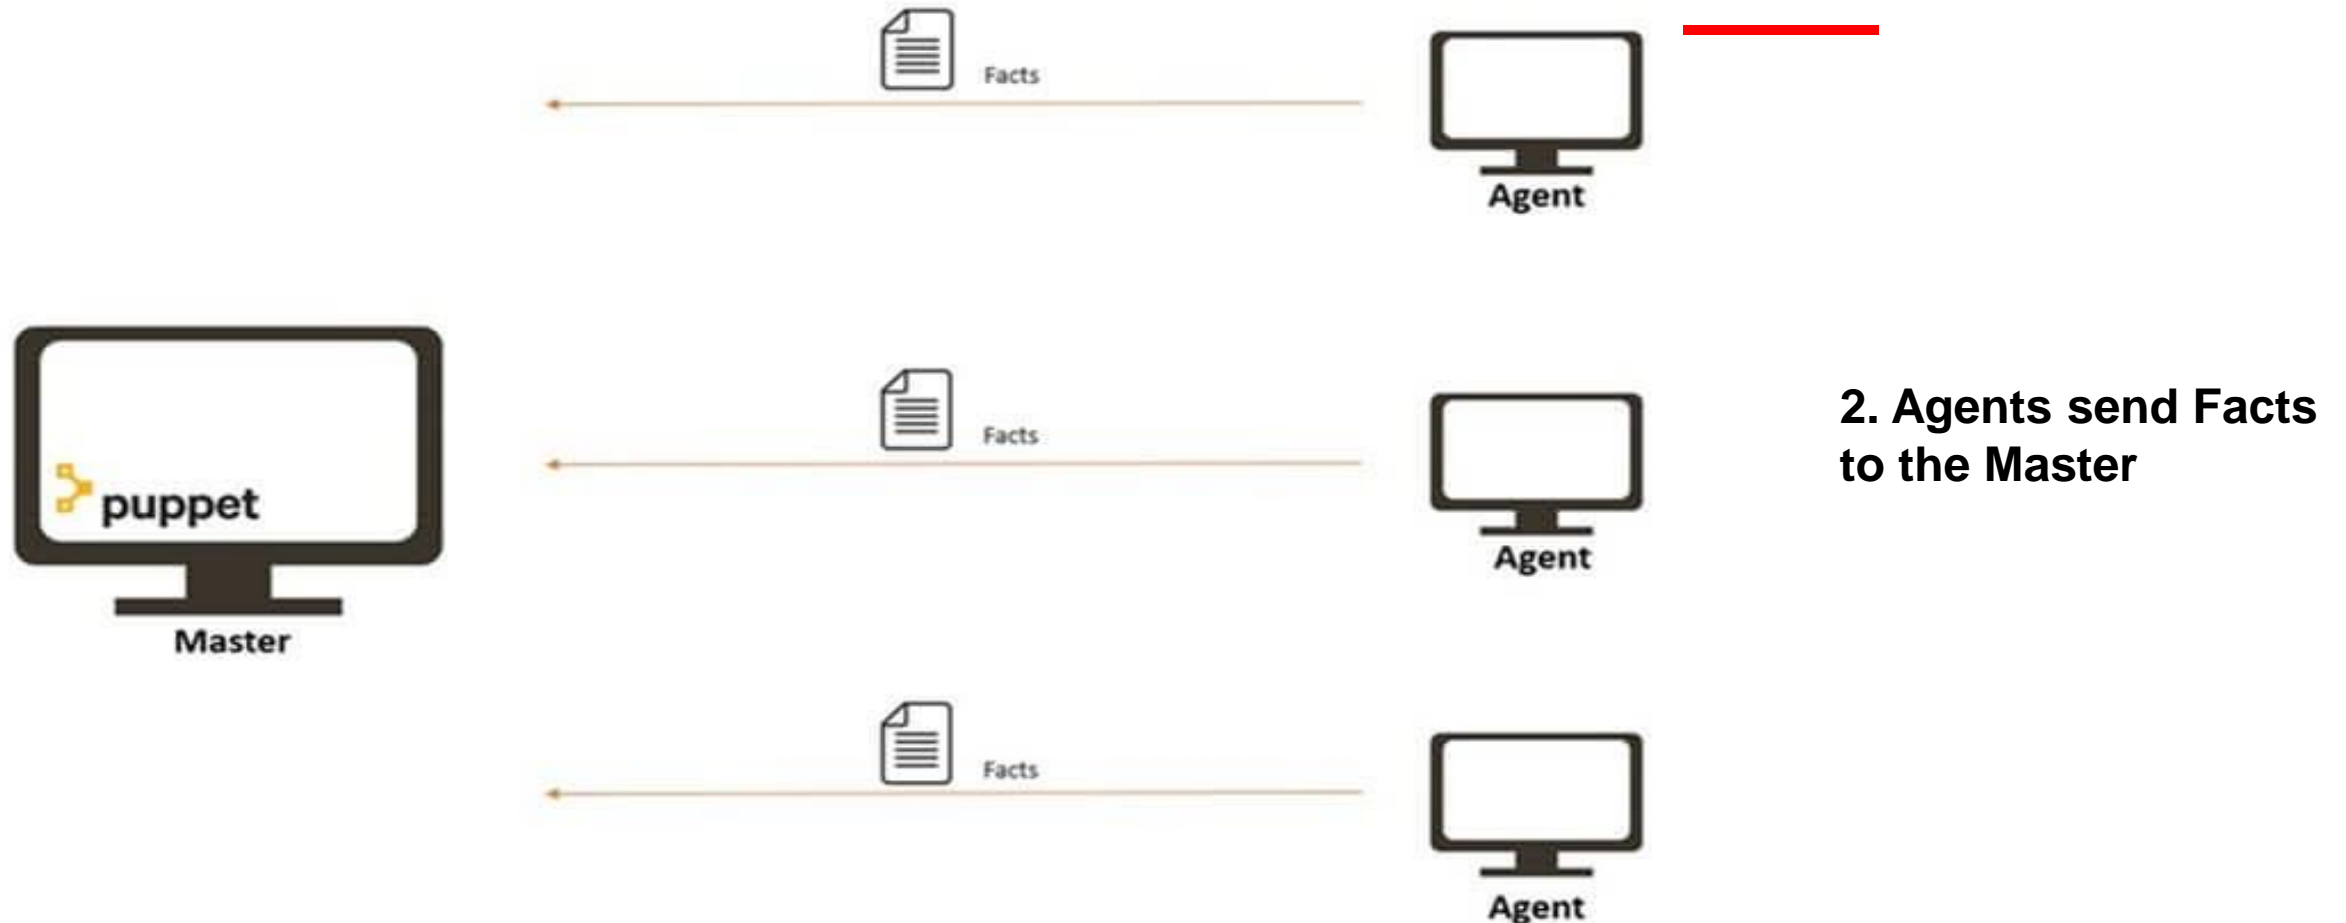 Facts
Agent
puppet
Master
Facts
Agent
2. Agents send Facts
to the Master
Facts
Agent